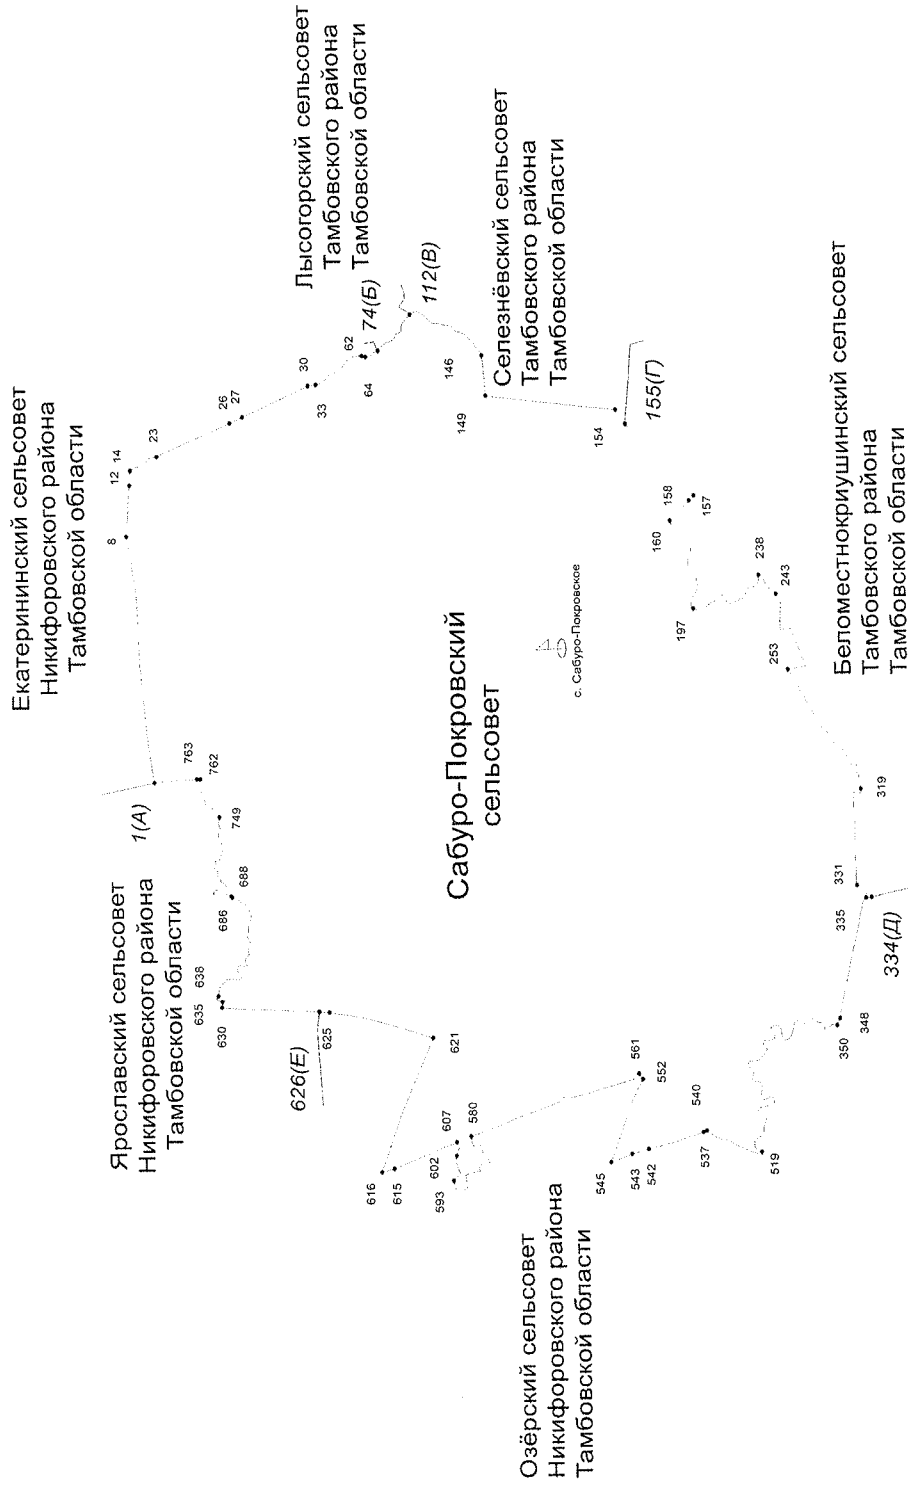 Екатерининский сельсовет
Никифоровского района
Тамбовской области
Лысогорский сельсовет
Тамбовского района
Тамбовской области
Ярославский сельсовет
Никифоровского района
Тамбовской области
Селезнёвский сельсовет
Тамбовского района
Тамбовской области
Сабуро-Покровский
сельсовет
с. Сабуро-Покровское
Озёрский сельсовет
Никифоровского района
Тамбовской области
Беломестнокриушинский сельсовет
Тамбовского района
Тамбовской области
1(А)
8
12
14
23
26
27
30
33
62
64
74(Б)
112(В)
146
149
154
155(Г)
157
158
160
197
238
243
253
319
331
334(Д)
335
348
350
519
537
540
542
543
545
552
561
580
593
602
607
615
616
621
625
626(Е)
630
635
638
686
688
749
762
763